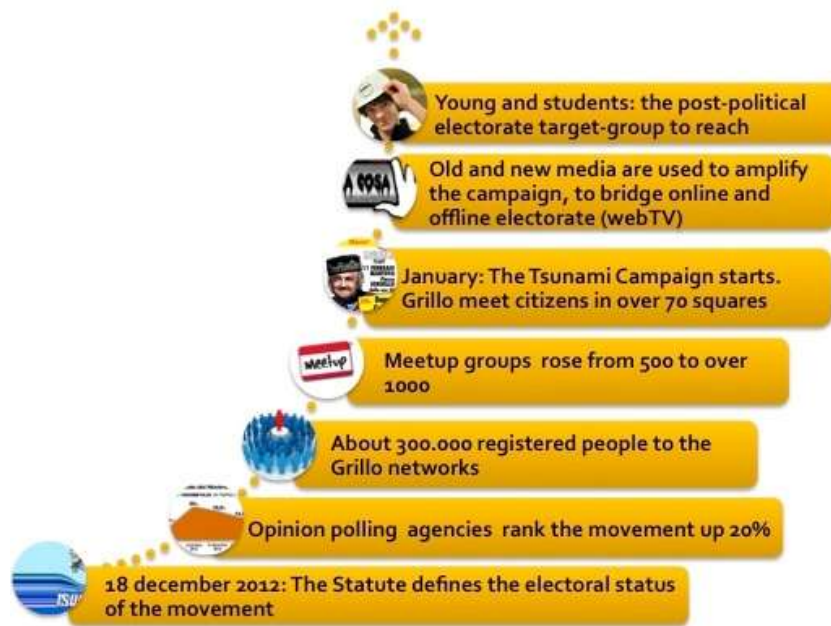 Young and students: the post-political
electorate target-group to reach
A COSA
Old and new media are used to amplify
the campaign, to bridge online and
offline electorate (webTV)
January: The Tsunami Campaign starts.
Grillo meet citizens in over 70 squares
meetup
Meetup groups rose from 500 to over
1000
About 300.000 registered people to the
Grillo networks
Opinion polling agencies rank the movement up 20%
18 december 2012: The Statute defines the electoral status
of the movement